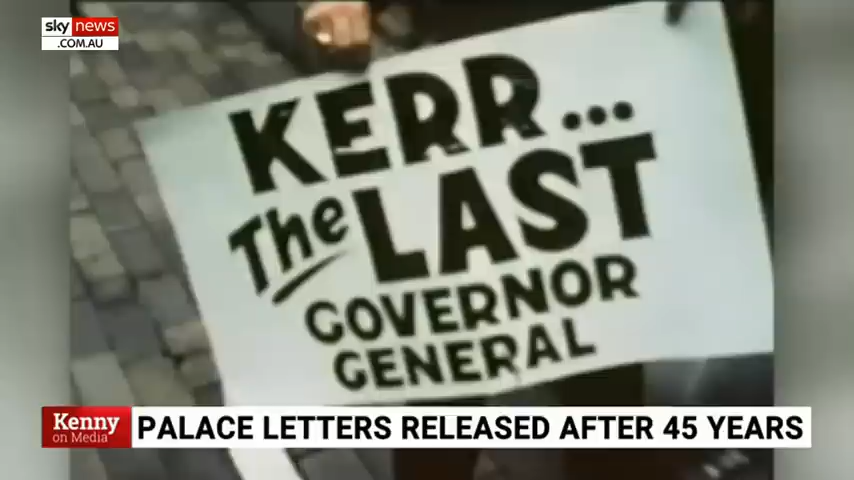 sky news
.COM.AU
KERR...
The LAST
GOVERNOR
GENERAL
Kenny
on Media
PALACE LETTERS RELEASED AFTER 45 YEARS